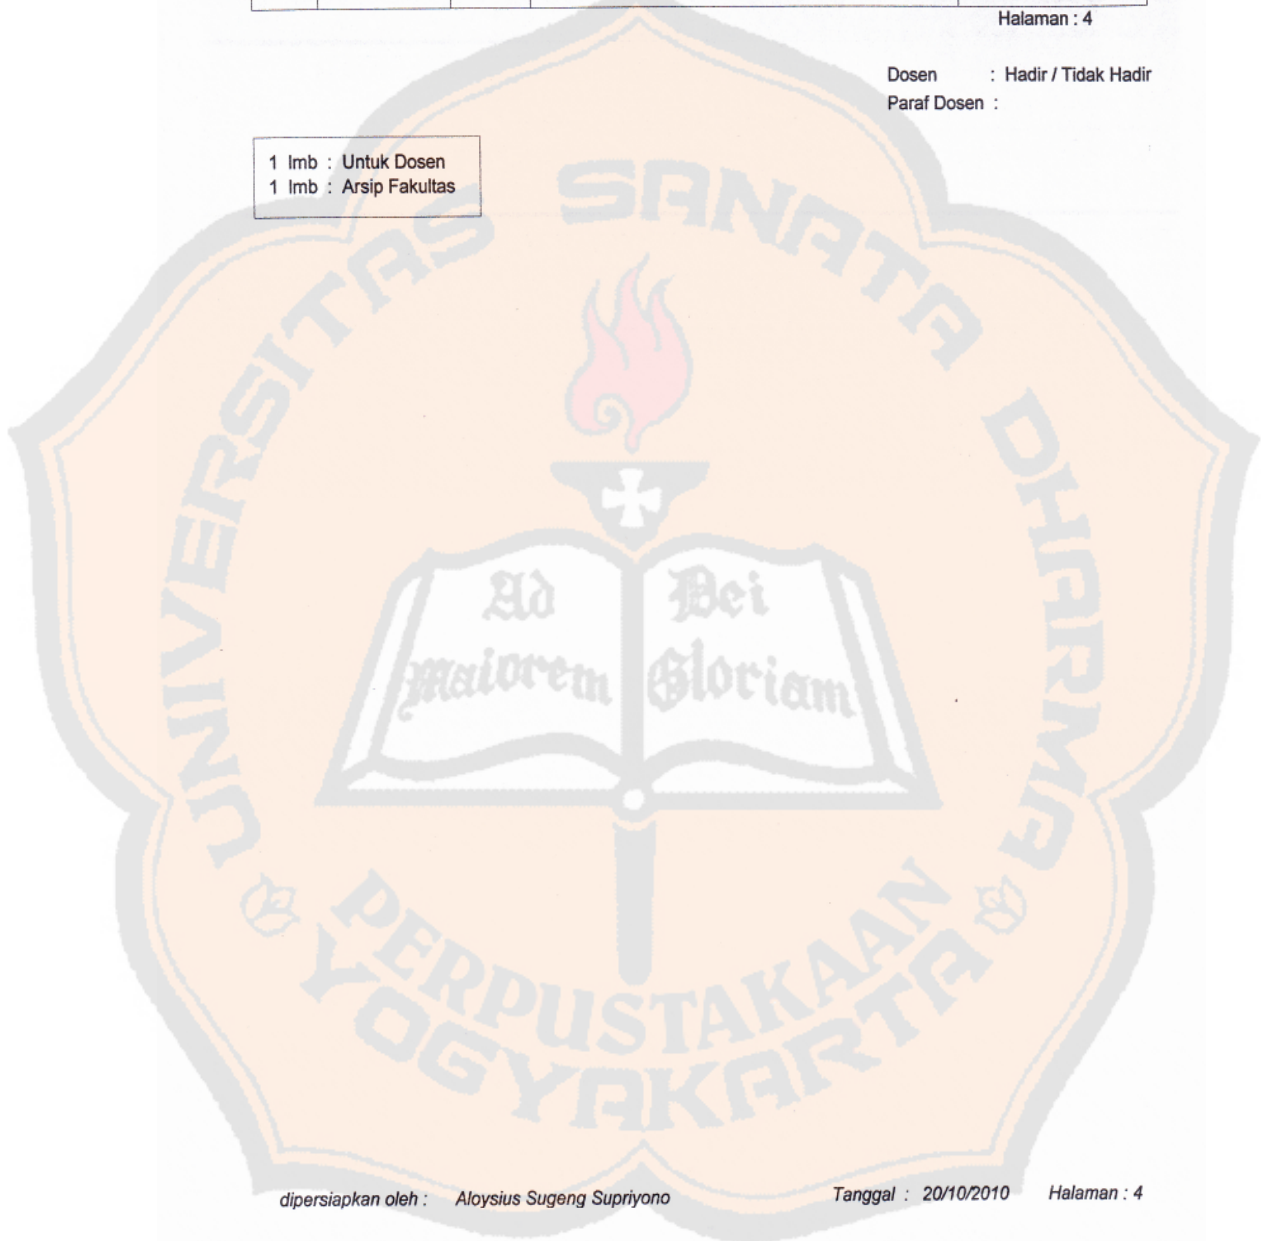 Halaman : 4
Dosen : Hadir / Tidak Hadir
Paraf Dosen :
1 lmb : Untuk Dosen
1 lmb : Arsip Fakultas
UNIVERSITAS SANATA DHARMA
Ad
maiorem
Dei
Gloriam
PERPUSTAKAAN
YOGYAKARTA
dipersiapkan oleh : Aloysius Sugeng Supriyono Tanggal : 20/10/2010 Halaman : 4